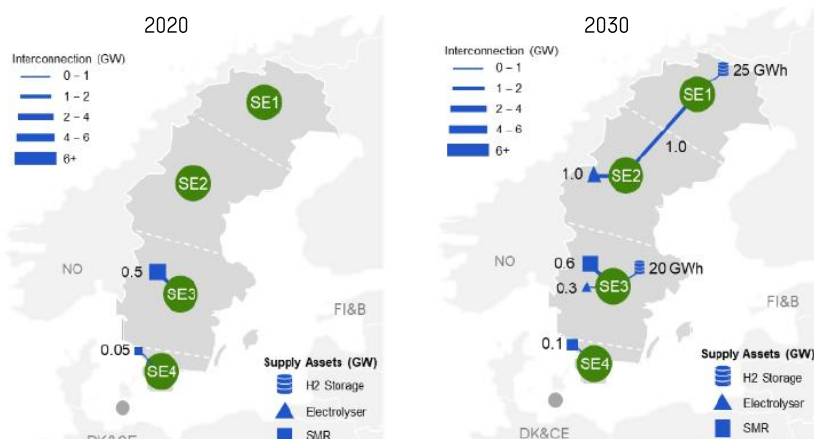 2020
Interconnection (GW)
0 – 1
1 – 2
2 – 4
4 – 6
6+
SE1
SE2
NO
0.5
SE3
FI&B
0.05
SE4
Supply Assets (GW)
H2 Storage
Electrolyser
SMR
DK&CE
2030
Interconnection (GW)
0 – 1
1 – 2
2 – 4
4 – 6
6+
25 GWh
SE1
1.0
1.0
SE2
NO
0.6
20 GWh
0.3
SE3
FI&B
0.1
SE4
Supply Assets (GW)
H2 Storage
Electrolyser
SMR
DK&CE